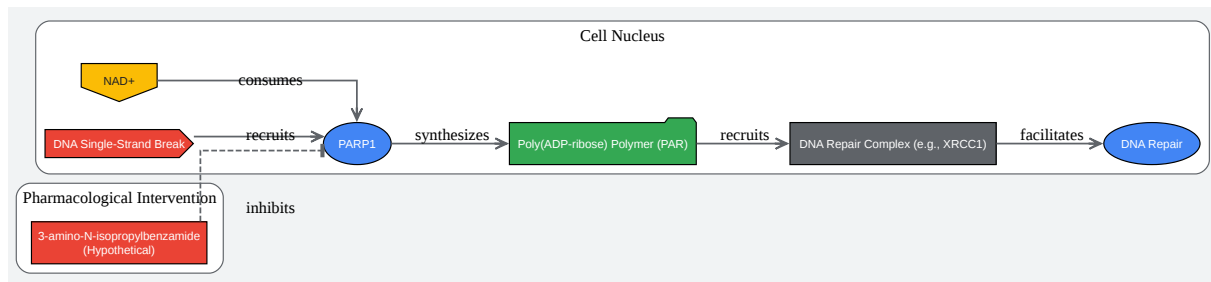 Cell Nucleus
NAD+
consumes
DNA Single-Strand Break
recruits
PARP1
synthesizes
Poly(ADP-ribose) Polymer (PAR)
recruits
DNA Repair Complex (e.g., XRCC1)
facilitates
DNA Repair
Pharmacological Intervention
inhibits
3-amino-N-isopropylbenzamide
(Hypothetical)